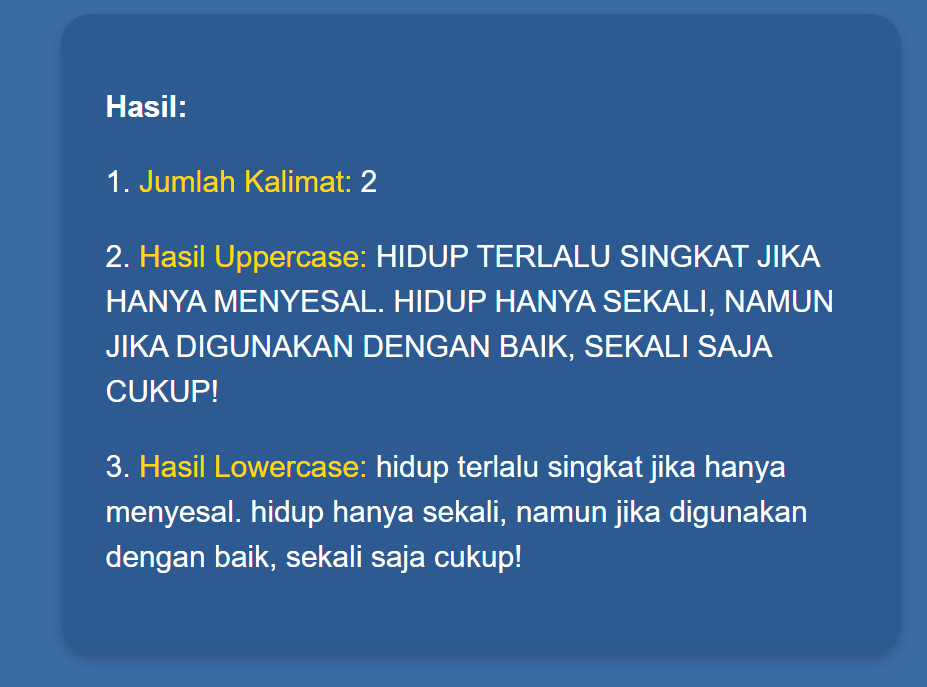 Hasil:
1. Jumlah Kalimat: 2
2. Hasil Uppercase: HIDUP TERLALU SINGKAT JIKA
HANYA MENYESAL. HIDUP HANYA SEKALI, NAMUN
JIKA DIGUNAKAN DENGAN BAIK, SEKALI SAJA
CUKUP!
3. Hasil Lowercase: hidup terlalu singkat jika hanya
menyesal. hidup hanya sekali, namun jika digunakan
dengan baik, sekali saja cukup!